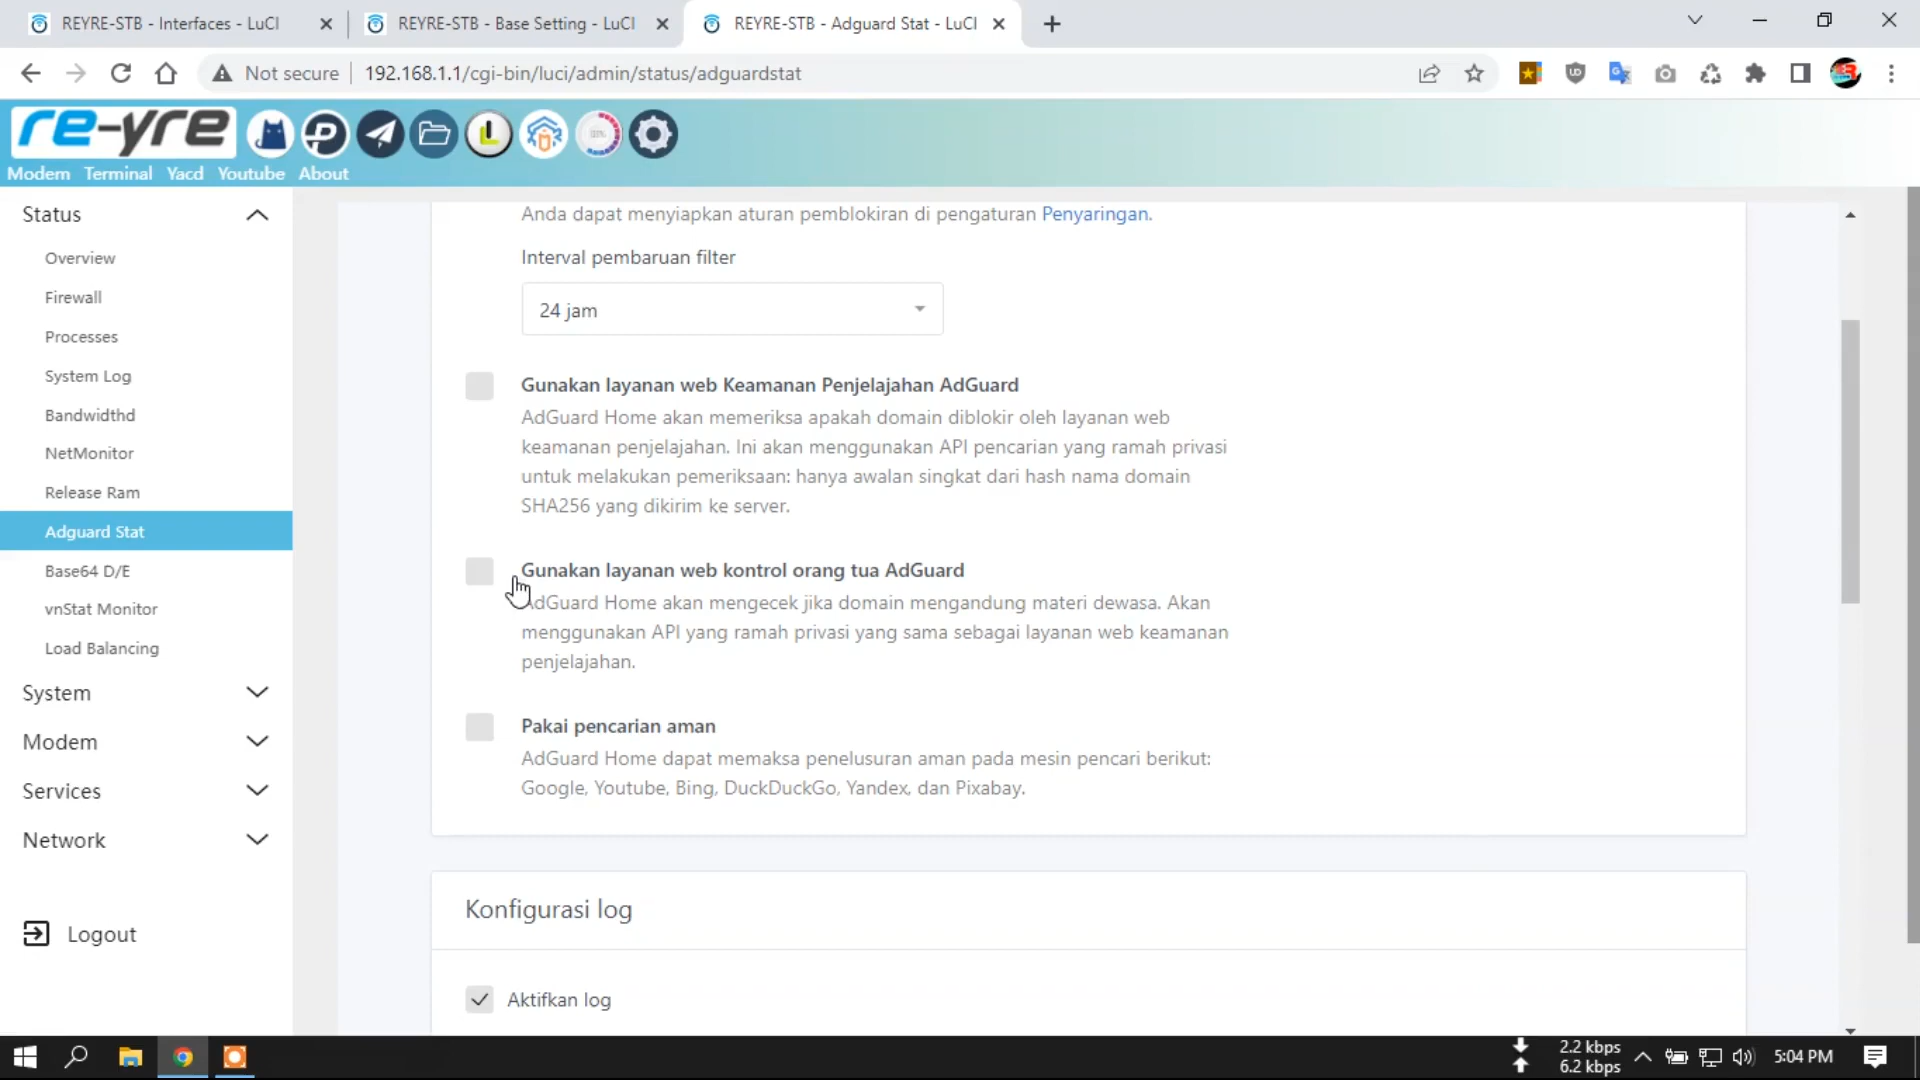 REYRE-STB - Interfaces - LuCI
REYRE-STB - Base Setting - LuCI
REYRE-STB - Adguard Stat - LuCI
Not secure
192.168.1.1/cgi-bin/luci/admin/status/adguardstat
re-yre
Modem Terminal Yacd Youtube About
Status
Overview
Firewall
Processes
System Log
Bandwidthd
NetMonitor
Release Ram
Adguard Stat
Base64 D/E
vnStat Monitor
Load Balancing
System
Modem
Services
Network
Logout
Anda dapat menyiapkan aturan pemblokiran di pengaturan Penyaringan.
Interval pembaruan filter
24 jam
Gunakan layanan web Keamanan Penjelajahan AdGuard
AdGuard Home akan memeriksa apakah domain diblokir oleh layanan web
keamanan penjelajahan. Ini akan menggunakan API pencarian yang ramah privasi
untuk melakukan pemeriksaan: hanya awalan singkat dari hash nama domain
SHA256 yang dikirim ke server.
Gunakan layanan web kontrol orang tua AdGuard
AdGuard Home akan mengecek jika domain mengandung materi dewasa. Akan
menggunakan API yang ramah privasi yang sama sebagai layanan web keamanan
penjelajahan.
Pakai pencarian aman
AdGuard Home dapat memaksa penelusuran aman pada mesin pencari berikut:
Google, Youtube, Bing, DuckDuckGo, Yandex, dan Pixabay.
Konfigurasi log
Aktifkan log
2.2 kbps
6.2 kbps
5:04 PM